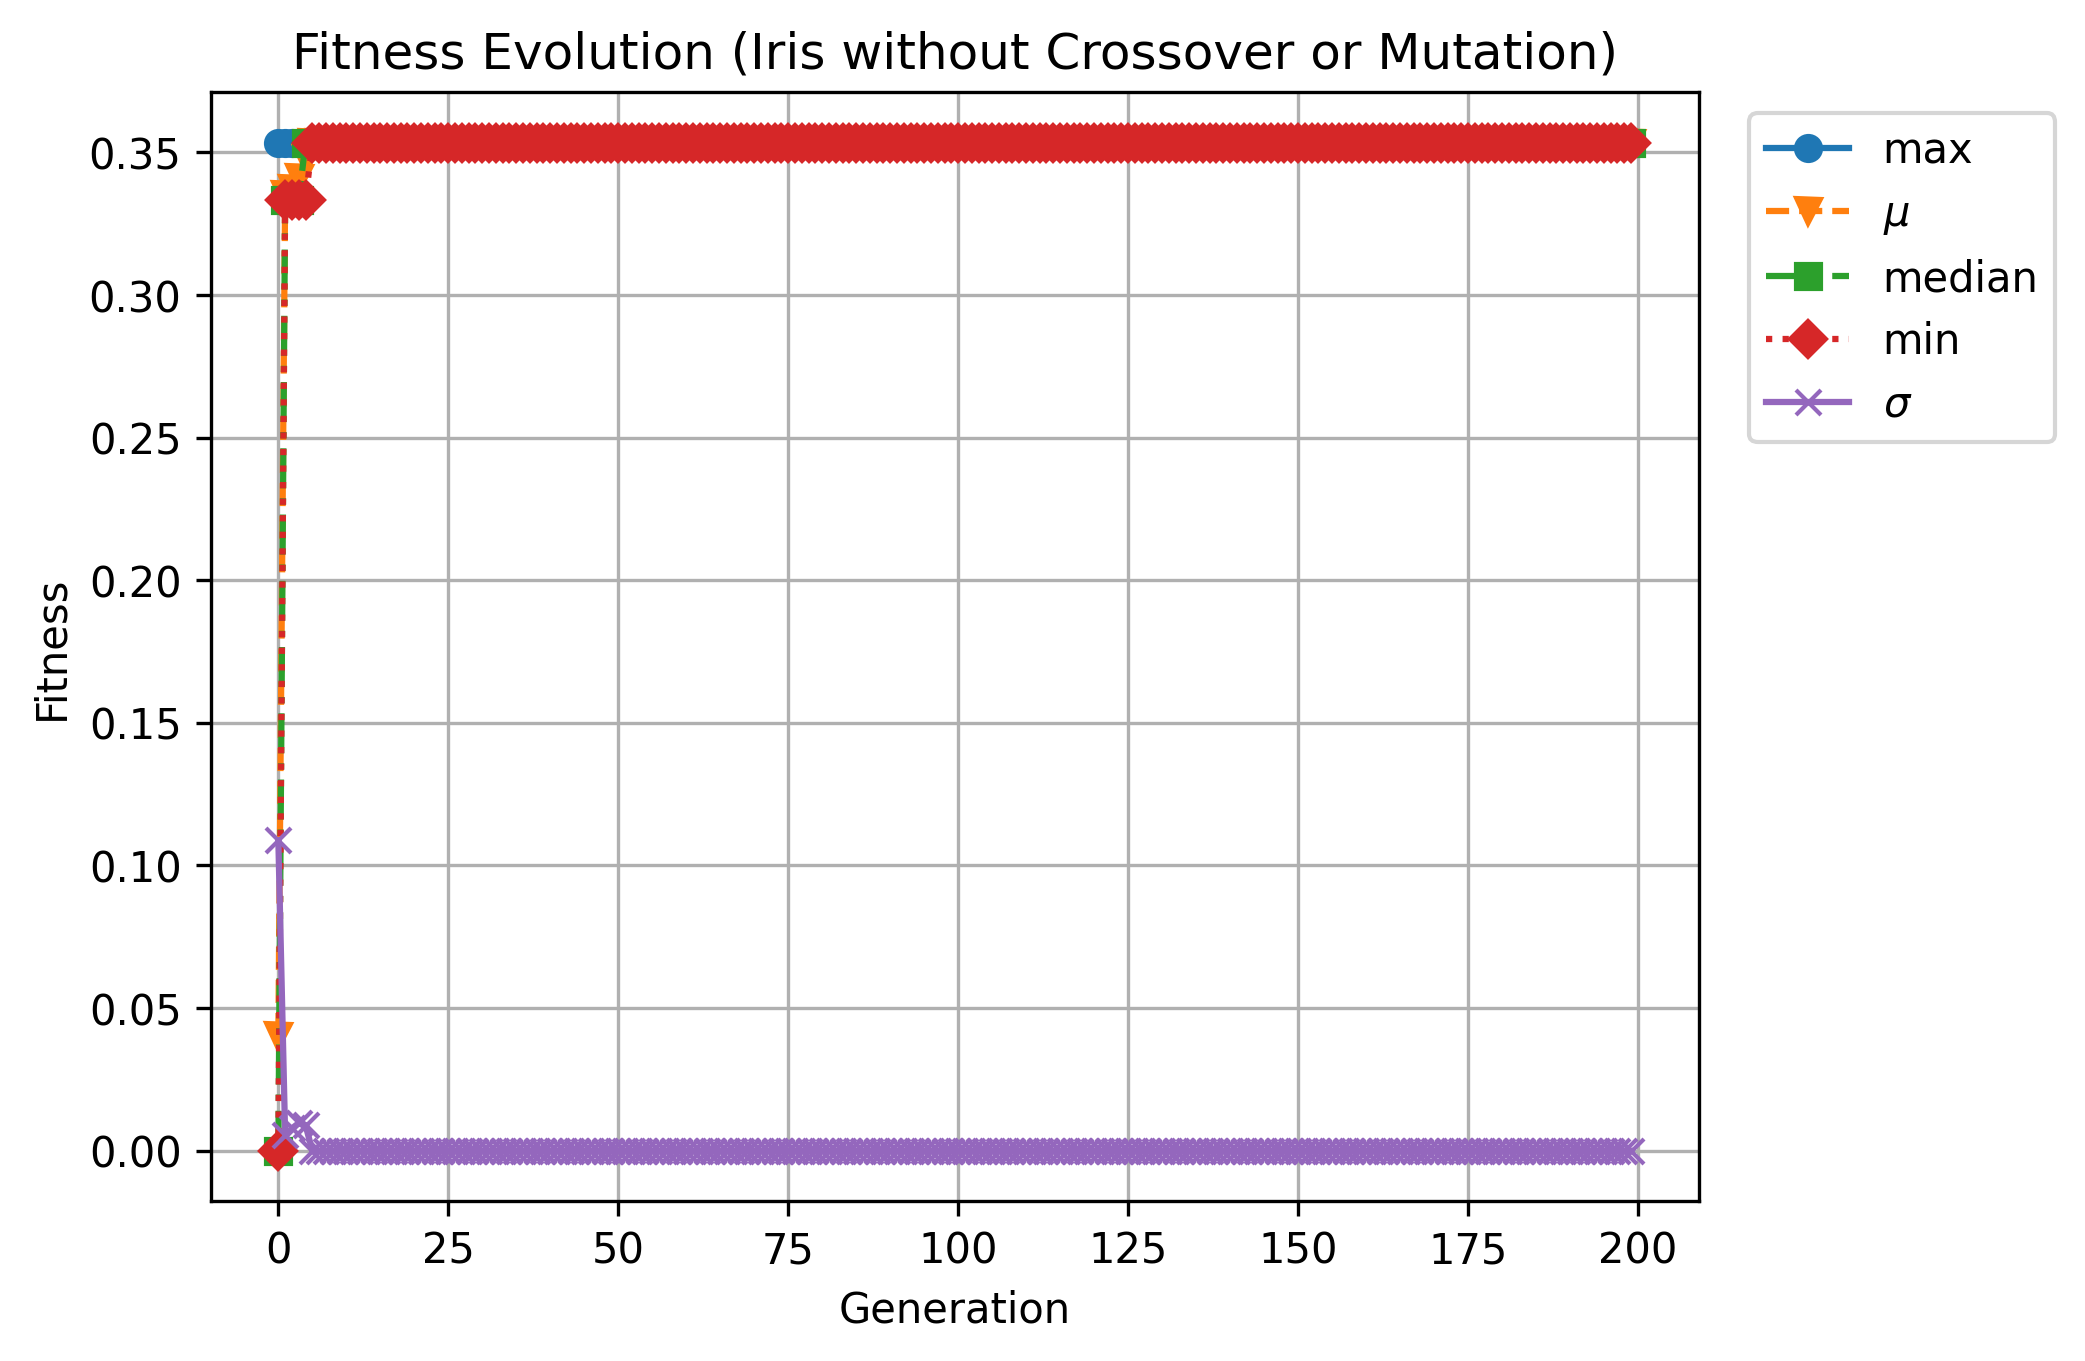 Fitness Evolution (Iris without Crossover or Mutation)
0.35
0.30
0.25
0.20
0.15
0.10
0.05
0.00
Fitness
0 25 50 75 100 125 150 175 200
Generation
max
μ
median
min
σ